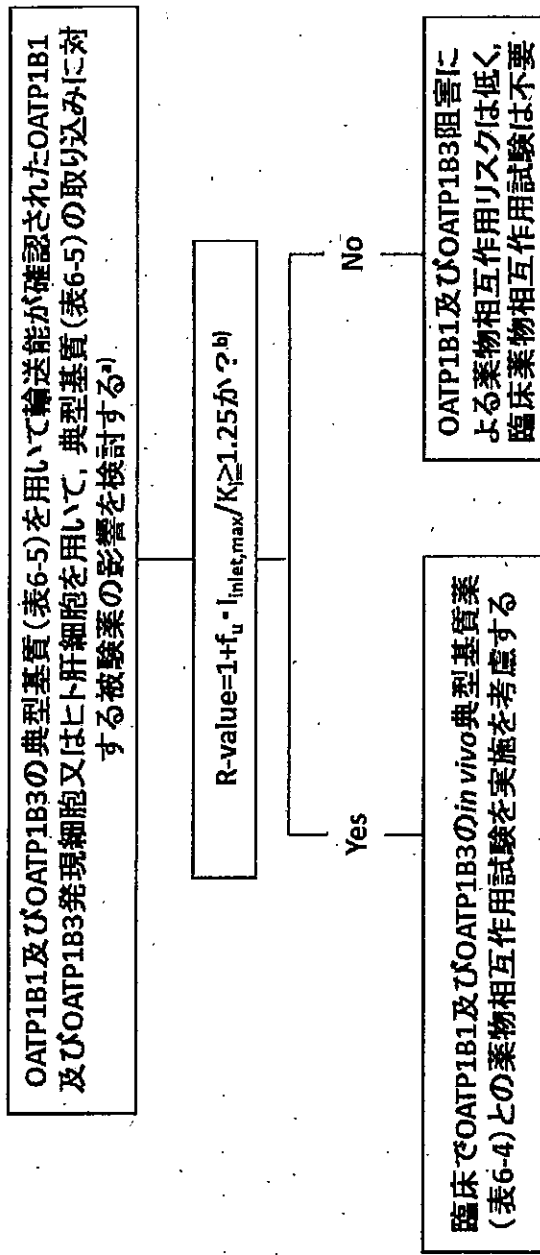 OATP1B1及びOATP1B3の典型基質(表6-5)を用いて輸送能が確認されたOATP1B1
及びOATP1B3発現細胞又はヒト肝細胞を用いて，典型基質(表6-5)の取り込みに対
する被験薬の影響を検討するa)
R-value=1+fu・Iinlet,max/Ki≧1.25か？b)
Yes
No
臨床でOATP1B1及びOATP1B3のin vivo典型基質薬
(表6-4)との薬物相互作用試験を実施を考慮する
OATP1B1及びOATP1B3阻害に
よる薬物相互作用リスクは低く，
臨床薬物相互作用試験は不要